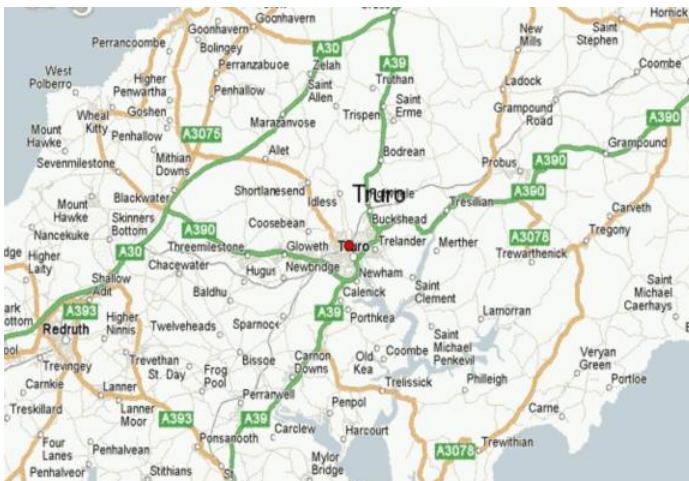 Goonhavern
Goonhavern
Perrancoombe
Bolingey
A30
Zelah
A39
New Mills
Saint Stephen
Hornick
West Polberro
Higher Penwartha
Perranzabuoe
Penhallow
Saint Allen
Truthan
Ladock
Coombe
Wheal Kitty
Goshen
Saint Erme
Grampound Road
Mount Hawke
Penhallow
A3075
Marazanvose
Trispen
A390
Sevenmilestone
Mithian Downs
Allet
Bodrean
Probus
A390
Grampound
Mount Hawke
Blackwater
Shortlanesend
Idless
Truro
A390
Skinners Bottom
Buckshead
Tresillian
Carveth
Nancekuke
A390
Coosebean
Tregony
Higher Laity
A30
Threemilestone
Gloweth
Truro
Trelander
Merther
A3078
Chacewater
Hugus
Newbridge
Newham
Trewarthenick
Shallow Adit
Baldhu
Calenick
Saint Clement
Saint Michael Caerhays
A393
Redruth
Higher Ninnis
Twelveheads
Sparnock
A39
Porthkea
Lamorran
Trevingey
Trevethan
St. Day
Frog Pool
Bissoe
Carnon Downs
Old Kea
Coombe
Saint Michael Penkevil
Veryan Green
Carnkie
Lanner
Trelissick
Philleigh
Portloe
Treskillard
Lanner Moor
A393
Perranwell
A39
Penpol
Carne
Four Lanes
Penhalvean
Ponsanooth
Carclew
Harcourt
Trewithian
Penhalveor
Stithians
St
Mylor Bridge
A3078